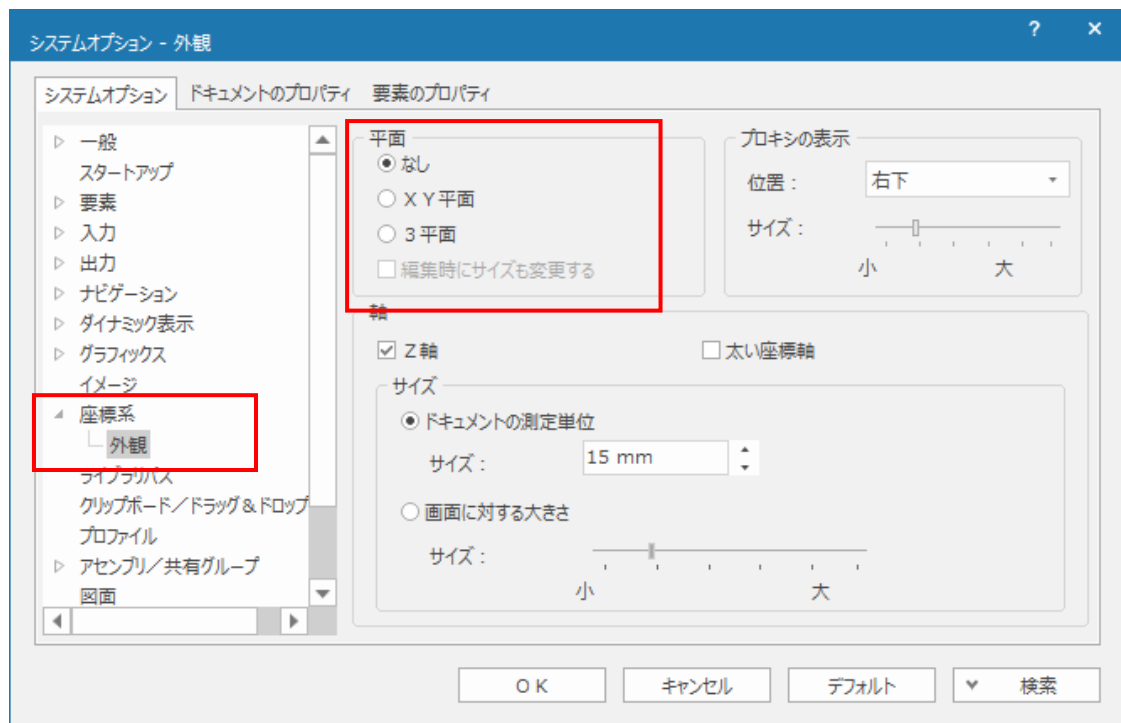 システムオプション - 外観
? ×
システムオプション ドキュメントのプロパティ 要素のプロパティ
一般
スタートアップ
要素
入力
出力
ナビゲーション
ダイナミック表示
グラフィックス
イメージ
座標系
外観
ライブラリパス
クリップボード／ドラッグ＆ドロップ
プロファイル
アセンブリ／共有グループ
図面
平面
なし
ＸＹ平面
３平面
編集時にサイズも変更する
プロキシの表示
位置： 右下
サイズ：
小 大
軸
Ｚ軸 太い座標軸
サイズ
ドキュメントの測定単位
サイズ： 15 mm
画面に対する大きさ
サイズ：
小 大
ＯＫ キャンセル デフォルト 検索